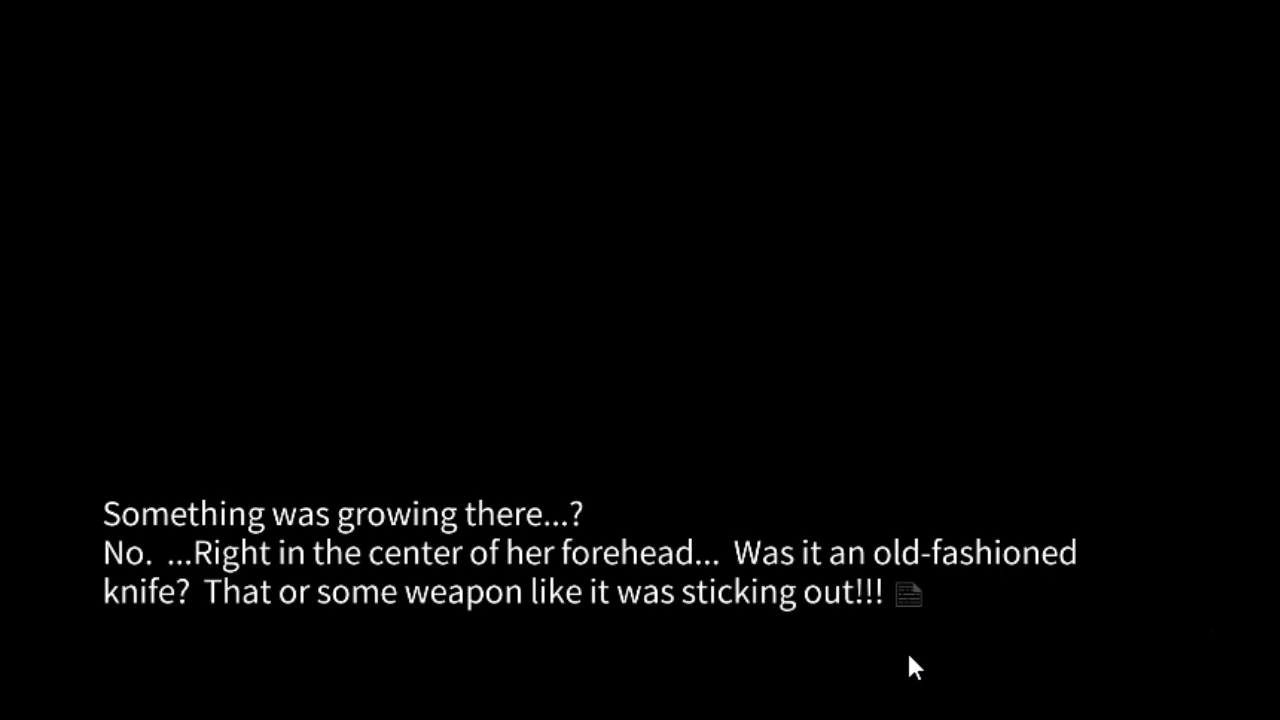 Something was growing there...?
No.  ...Right in the center of her forehead...  Was it an old-fashioned
knife?  That or some weapon like it was sticking out!!!